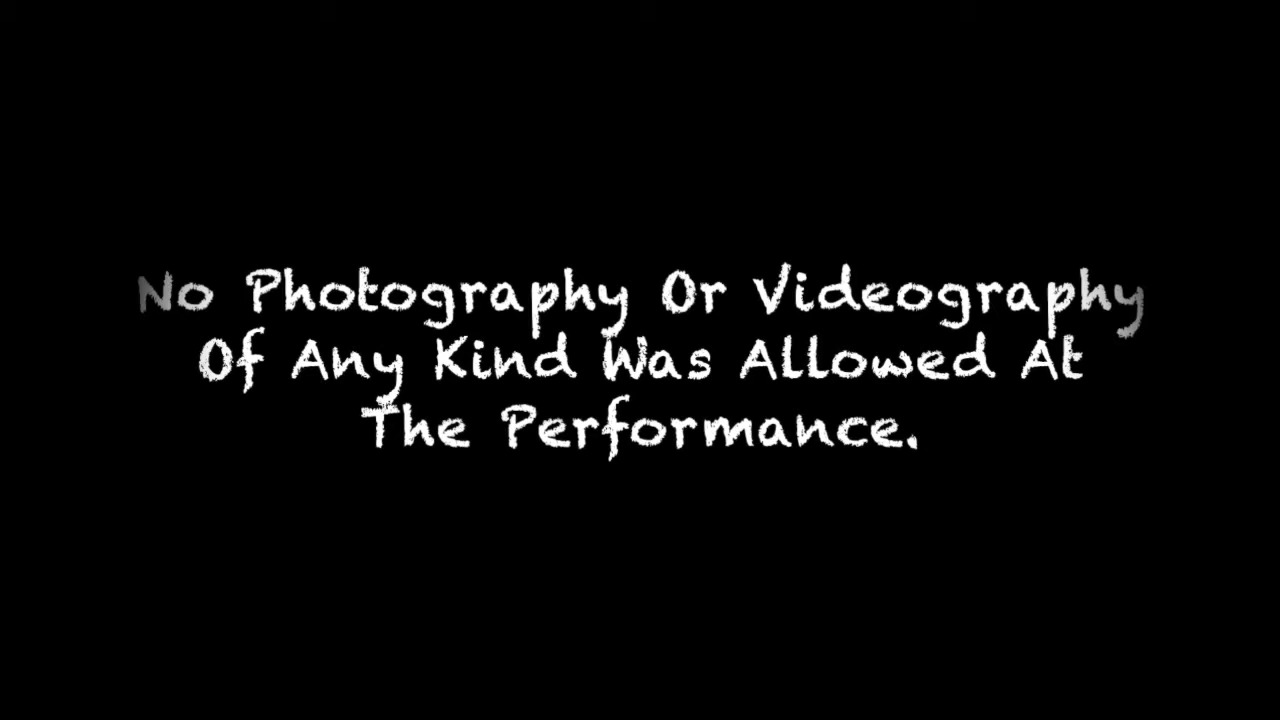 No Photography Or Videography
Of Any Kind Was Allowed At
The Performance.